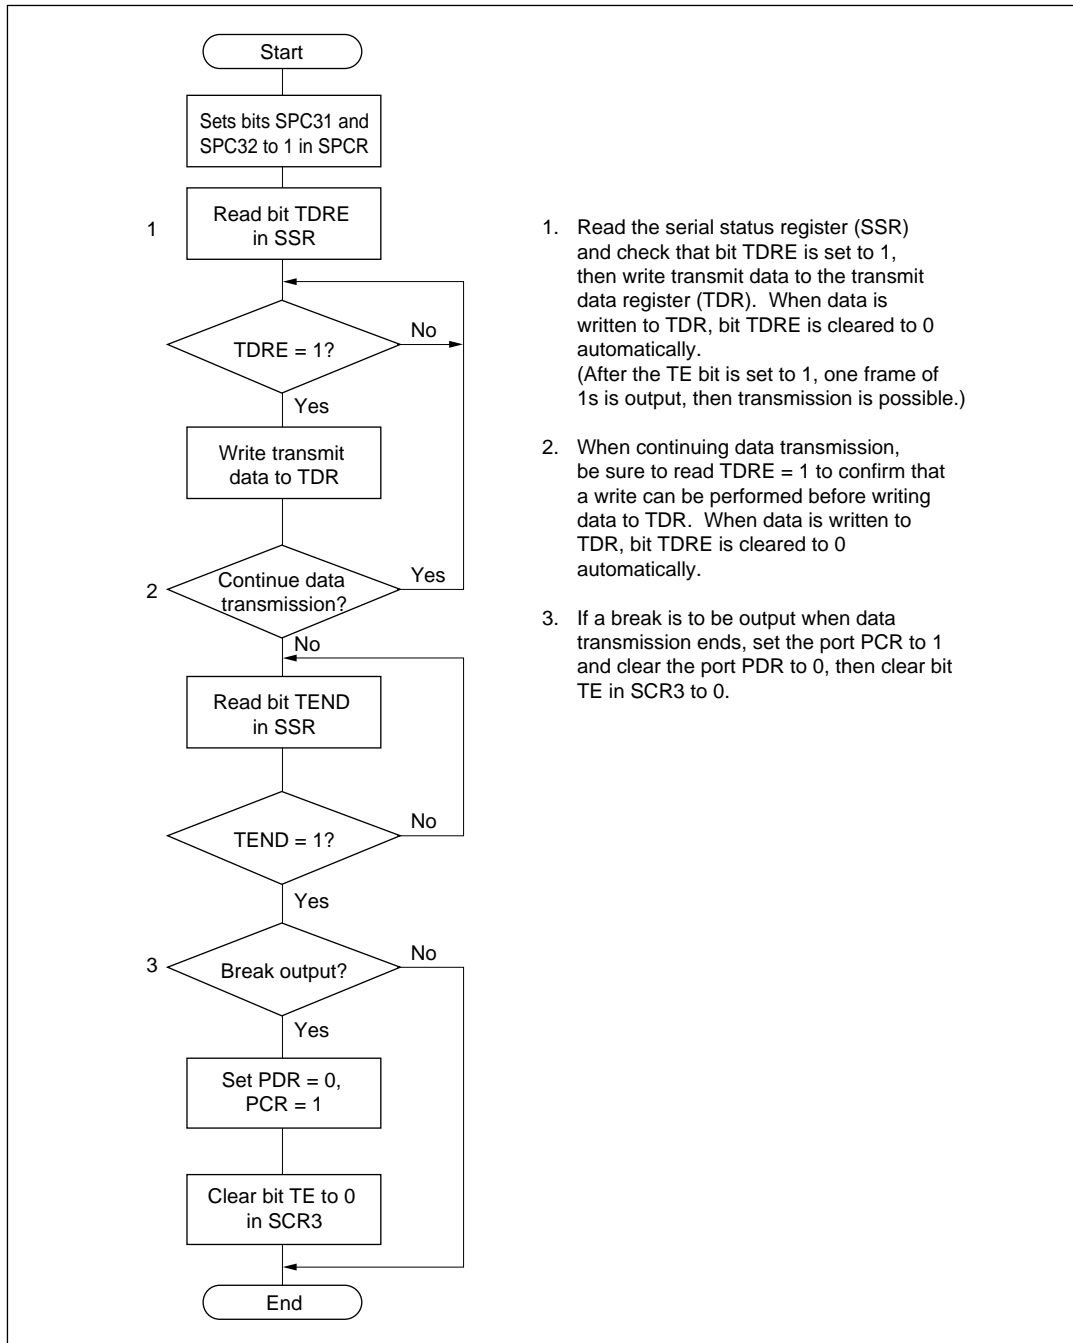 Start
Sets bits SPC31 and
SPC32 to 1 in SPCR
1
Read bit TDRE
in SSR
TDRE = 1?
No
Yes
Write transmit
data to TDR
2
Continue data
transmission?
Yes
No
Read bit TEND
in SSR
TEND = 1?
No
Yes
3
Break output?
No
Yes
Set PDR = 0,
PCR = 1
Clear bit TE to 0
in SCR3
End
1. Read the serial status register (SSR)
and check that bit TDRE is set to 1,
then write transmit data to the transmit
data register (TDR). When data is
written to TDR, bit TDRE is cleared to 0
automatically.
(After the TE bit is set to 1, one frame of
1s is output, then transmission is possible.)
2. When continuing data transmission,
be sure to read TDRE = 1 to confirm that
a write can be performed before writing
data to TDR. When data is written to
TDR, bit TDRE is cleared to 0
automatically.
3. If a break is to be output when data
transmission ends, set the port PCR to 1
and clear the port PDR to 0, then clear bit
TE in SCR3 to 0.